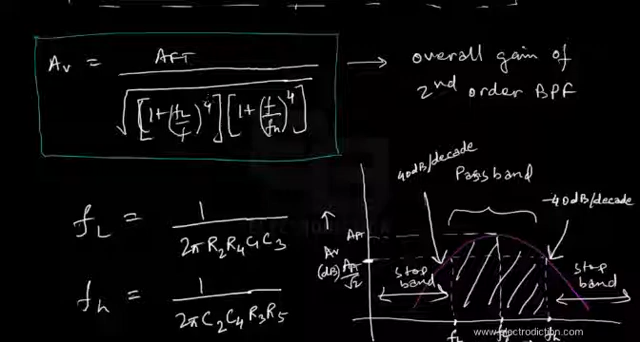 Av = AFT / √([1+(fL/f)^4][1+(f/fh)^4]) → overall gain of
2nd order BPF
fL = 1 / 2π R2 R4 C1 C3
fh = 1 / 2π C2 C4 R3 R5
40dB/decade
Pass band
-40dB/decade
AFT
Av
(dB)
AFT/√2
stop
band
stop
band
www.electrodiction.com